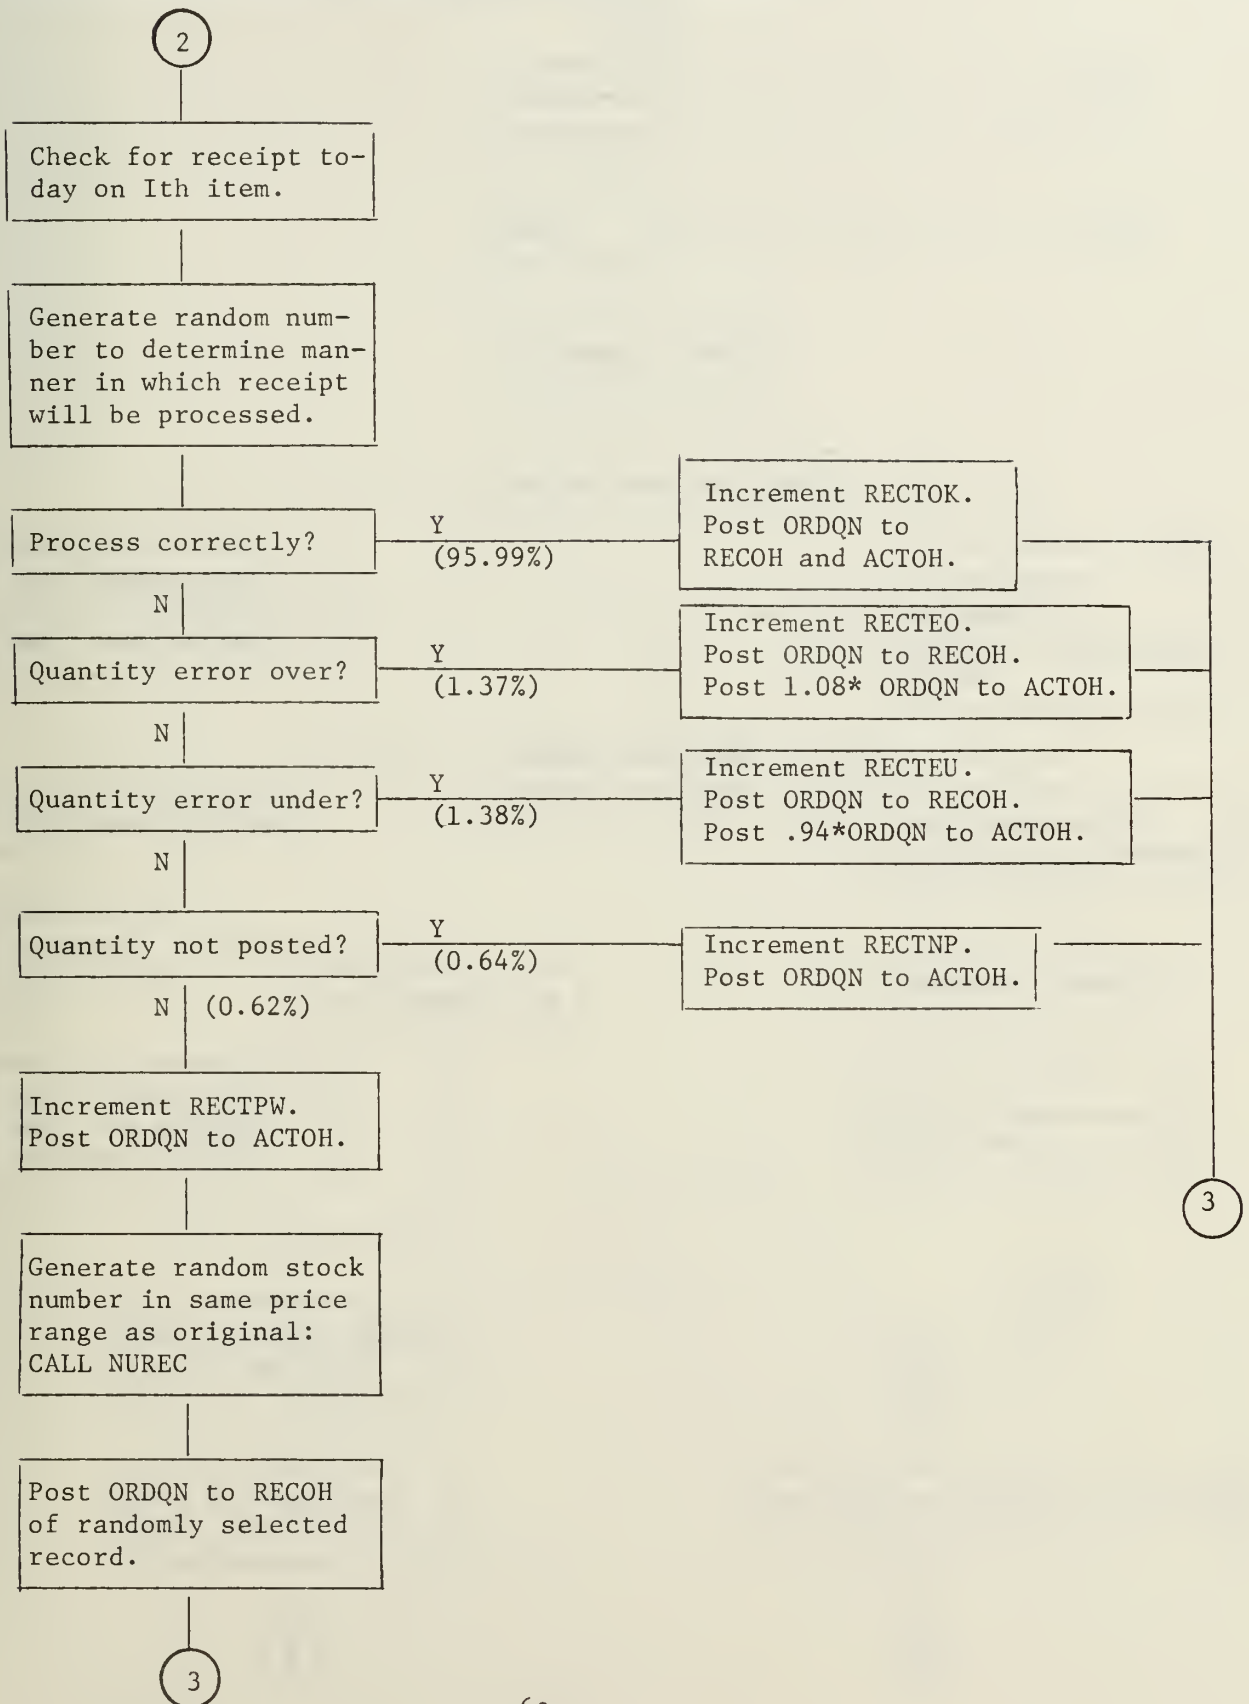 2
Check for receipt to-
day on Ith item.
Generate random num-
ber to determine man-
ner in which receipt
will be processed.
Process correctly?
Y
(95.99%)
Increment RECTOK.
Post ORDQN to
RECOH and ACTOH.
N
Quantity error over?
Y
(1.37%)
Increment RECTEO.
Post ORDQN to RECOH.
Post 1.08* ORDQN to ACTOH.
N
Quantity error under?
Y
(1.38%)
Increment RECTEU.
Post ORDQN to RECOH.
Post .94*ORDQN to ACTOH.
N
Quantity not posted?
Y
(0.64%)
Increment RECTNP.
Post ORDQN to ACTOH.
N (0.62%)
Increment RECTPW.
Post ORDQN to ACTOH.
3
Generate random stock
number in same price
range as original:
CALL NUREC
Post ORDQN to RECOH
of randomly selected
record.
3